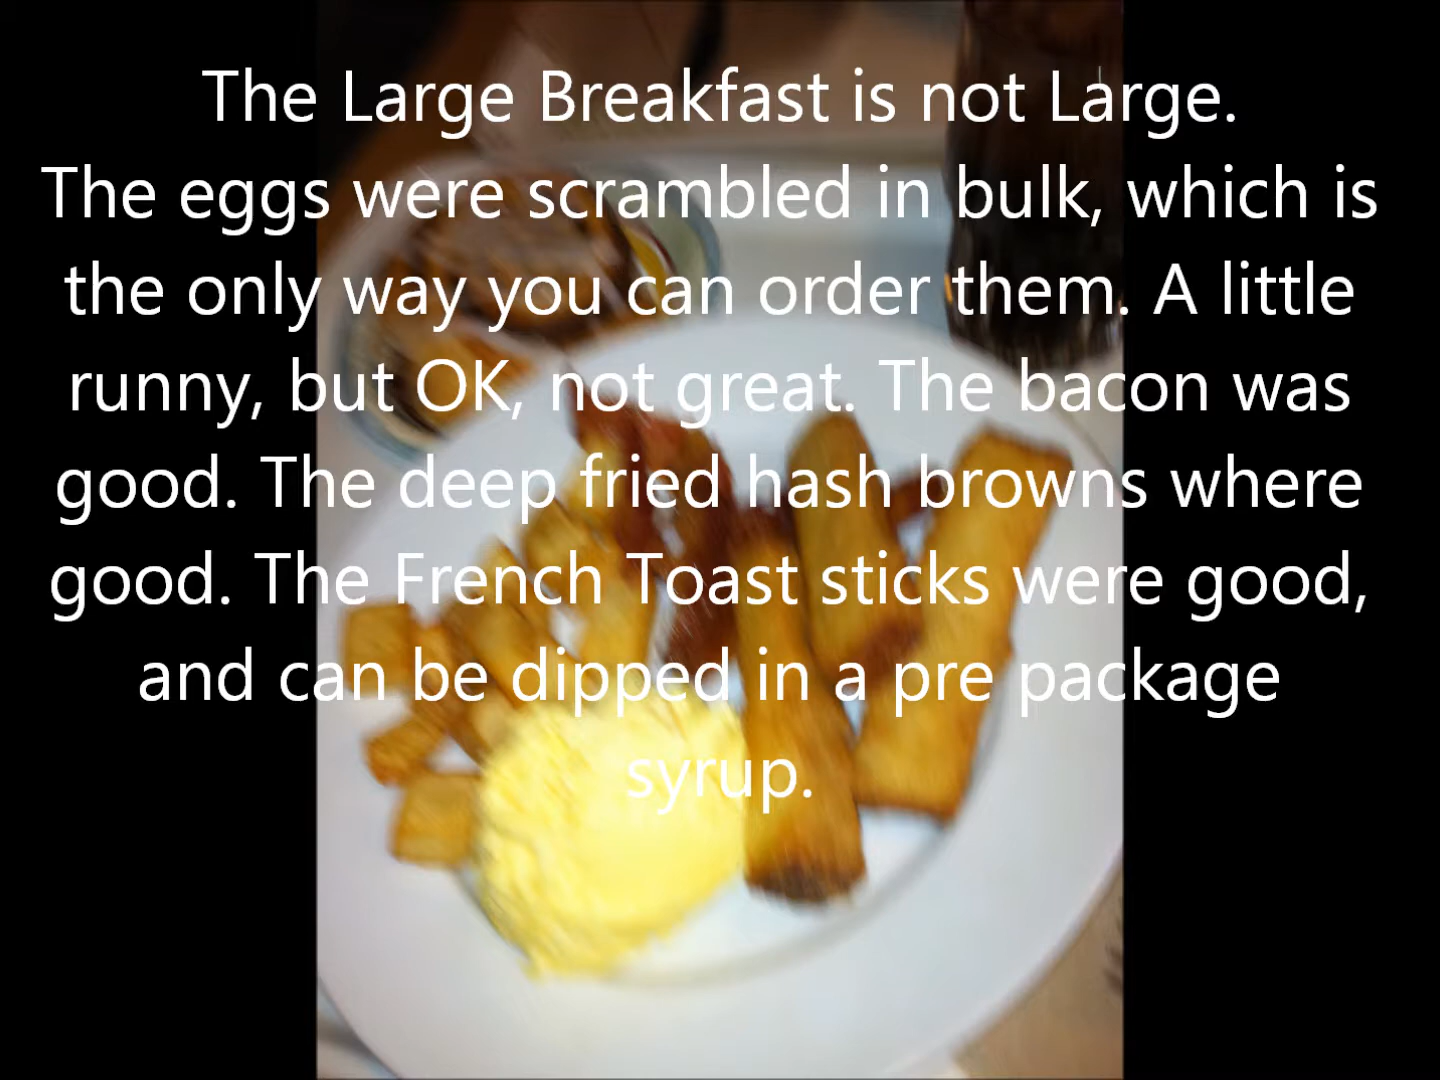 The Large Breakfast is not Large.
The eggs were scrambled in bulk, which is
the only way you can order them. A little
runny, but OK, not great. The bacon was
good. The deep fried hash browns where
good. The French Toast sticks were good,
and can be dipped in a pre package
syrup.